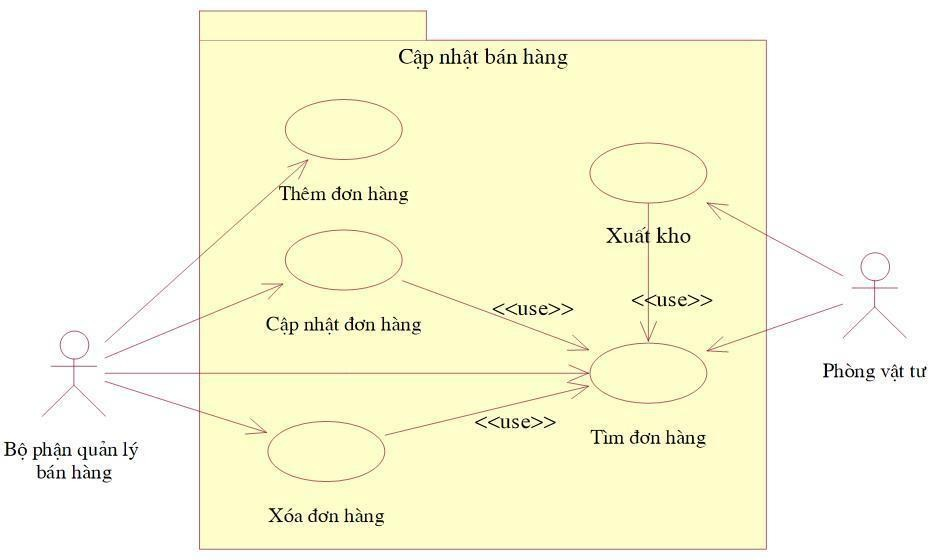 Cập nhật bán hàng
Thêm đơn hàng
Xuất kho
<<use>>
<<use>>
Cập nhật đơn hàng
Phòng vật tư
<<use>>
Tìm đơn hàng
Bộ phận quản lý
bán hàng
Xóa đơn hàng